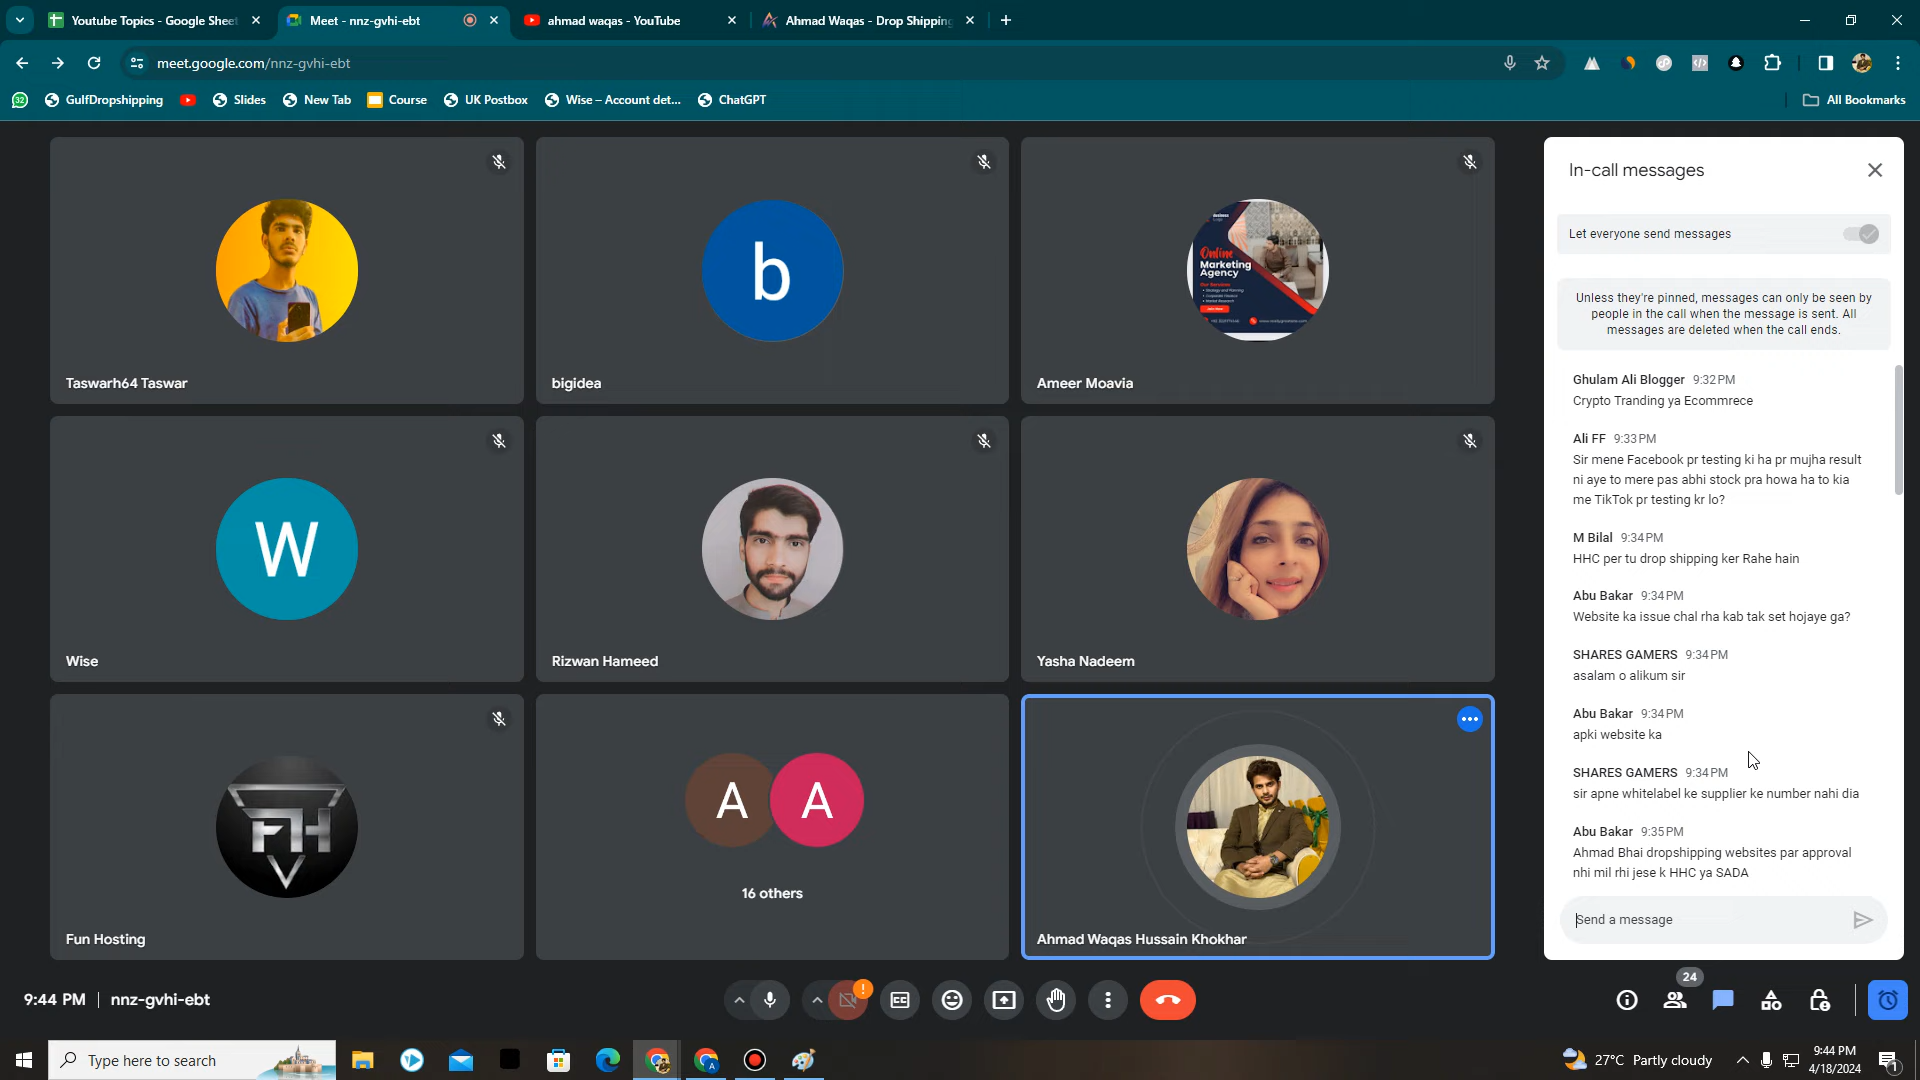 Youtube Topics - Google Sheet
Meet - nnz-gvhi-ebt
ahmad waqas - YouTube
Ahmad Waqas - Drop Shipping
meet.google.com/nnz-gvhi-ebt
32
GulfDropshipping
Slides
New Tab
Course
UK Postbox
Wise – Account det...
ChatGPT
All Bookmarks
Taswarh64 Taswar
b
bigidea
Online
Marketing
Agency
Ameer Moavia
W
Wise
Rizwan Hameed
Yasha Nadeem
FH
Fun Hosting
A A
16 others
Ahmad Waqas Hussain Khokhar
In-call messages
Let everyone send messages
Unless they're pinned, messages can only be seen by
people in the call when the message is sent. All
messages are deleted when the call ends.
Ghulam Ali Blogger 9:32 PM
Crypto Tranding ya Ecommrece
Ali FF 9:33 PM
Sir mene Facebook pr testing ki ha pr mujha result
ni aye to mere pas abhi stock pra howa ha to kia
me TikTok pr testing kr lo?
M Bilal 9:34 PM
HHC per tu drop shipping ker Rahe hain
Abu Bakar 9:34 PM
Website ka issue chal rha kab tak set hojaye ga?
SHARES GAMERS 9:34 PM
asalam o alikum sir
Abu Bakar 9:34 PM
apki website ka
SHARES GAMERS 9:34 PM
sir apne whitelabel ke supplier ke number nahi dia
Abu Bakar 9:35 PM
Ahmad Bhai dropshipping websites par approval
nhi mil rhi jese k HHC ya SADA
Send a message
9:44 PM | nnz-gvhi-ebt
24
Type here to search
27°C Partly cloudy
9:44 PM
4/18/2024
1